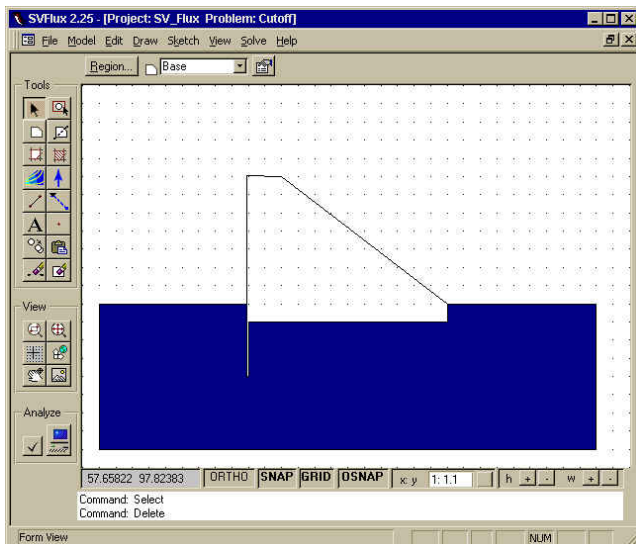 SVFlux 2.25 - [Project: SV_Flux Problem: Cutoff]
File Model Edit Draw Sketch View Solve Help
Region... Base
Tools
A
View
Analyze
57.65822 97.82383 ORTHO SNAP GRID OSNAP x: y 1: 1.1 h + - w + -
Command: Select
Command: Delete
Form View NUM